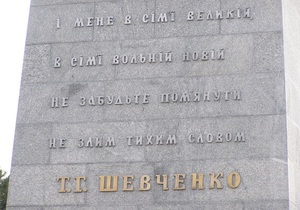 І МЕНЕ В СІМ'Ї ВЕЛИКІЙ,
В СІМ'Ї ВОЛЬНІЙ НОВІЙ
НЕ ЗАБУДЬТЕ ПОМ'ЯНУТИ
НЕ ЗЛИМ ТИХИМ СЛОВОМ
Т.Г. ШЕВЧЕНКО